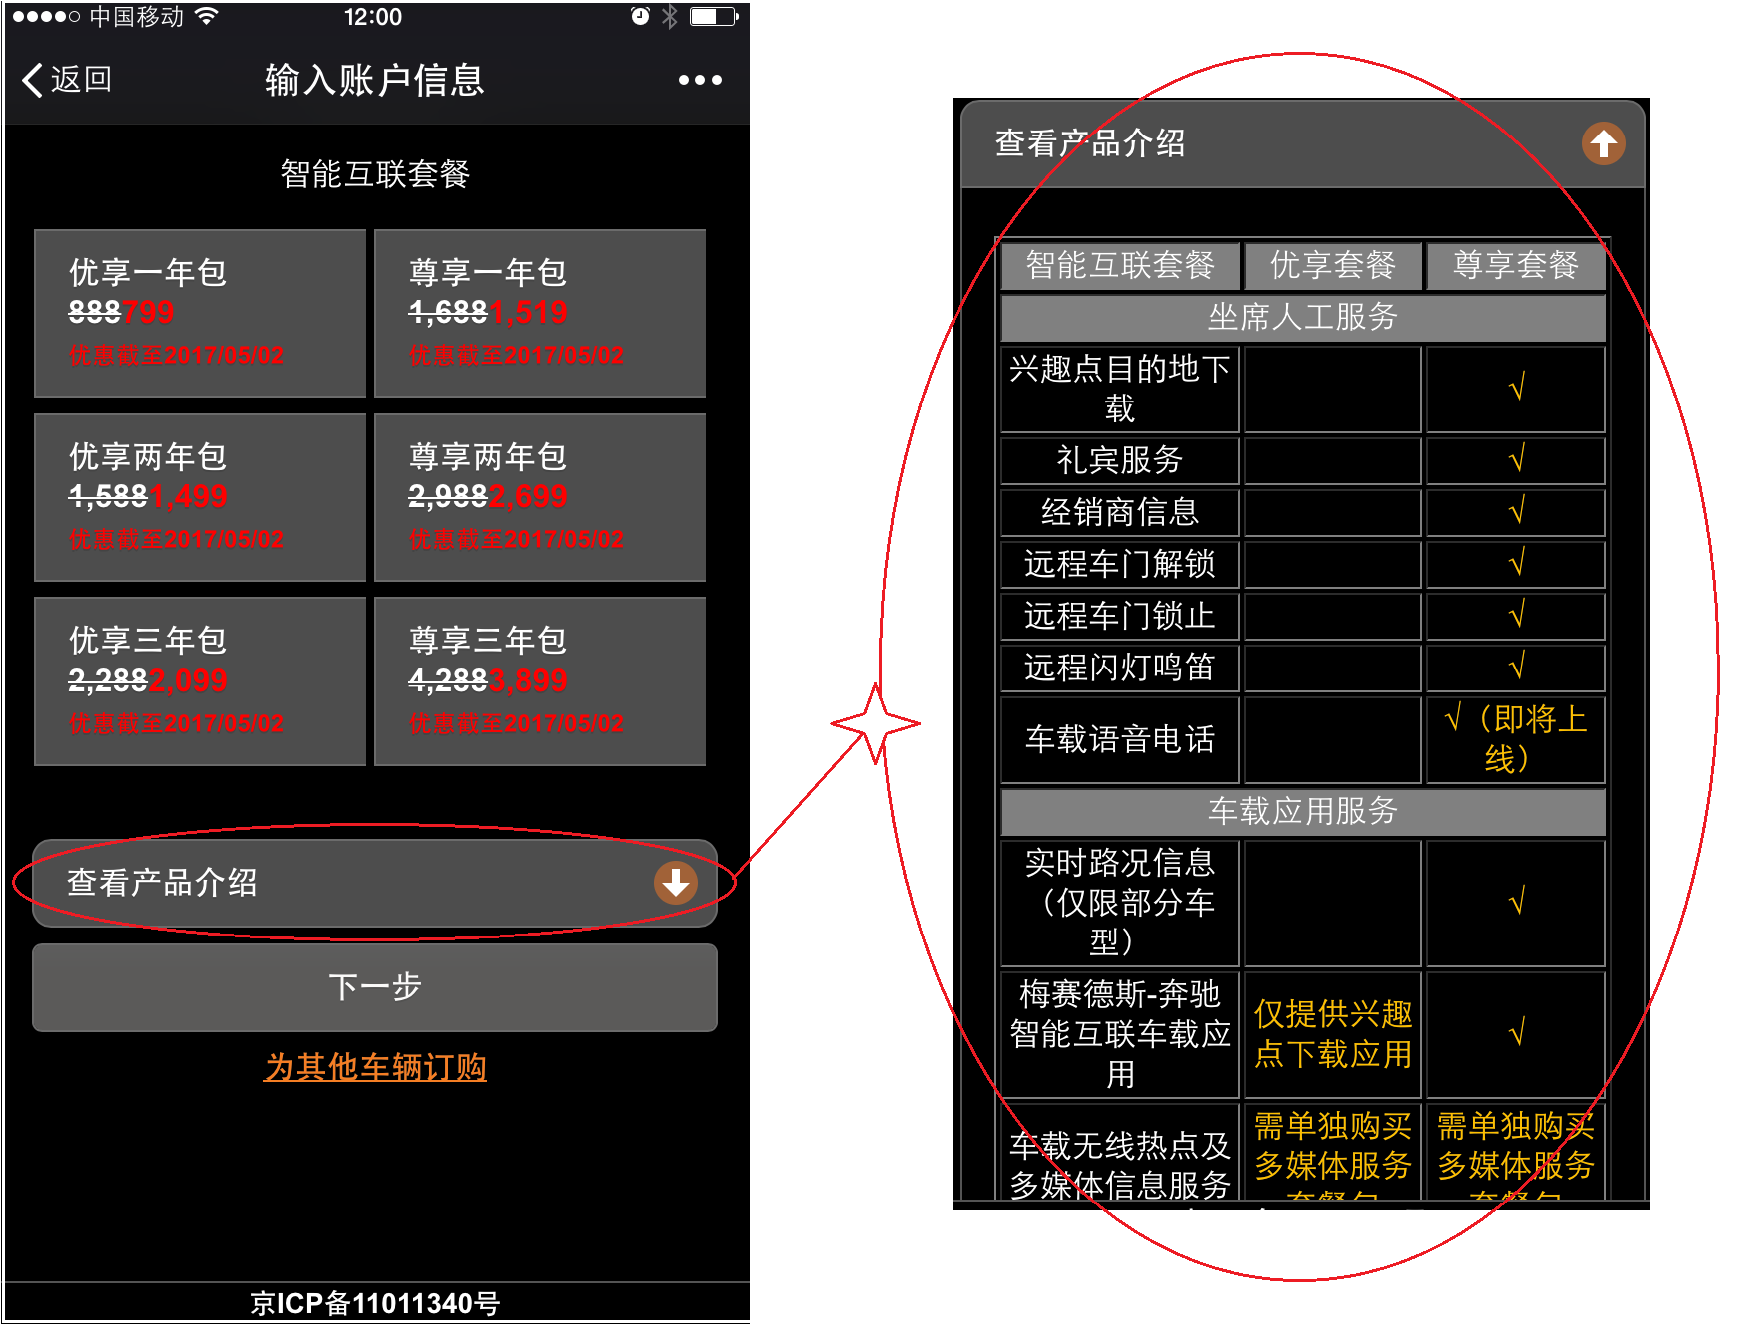 中国移动
12:00
返回
输入账户信息
智能互联套餐
优享一年包
888799
优惠截至2017/05/02
尊享一年包
1,6881,519
优惠截至2017/05/02
优享两年包
1,5881,499
优惠截至2017/05/02
尊享两年包
2,9882,699
优惠截至2017/05/02
优享三年包
2,2882,099
优惠截至2017/05/02
尊享三年包
4,2883,899
优惠截至2017/05/02
查看产品介绍
下一步
为其他车辆订购
京ICP备11011340号
查看产品介绍
智能互联套餐 优享套餐 尊享套餐
坐席人工服务
兴趣点目的地下
载
√
礼宾服务 √
经销商信息 √
远程车门解锁 √
远程车门锁止 √
远程闪灯鸣笛 √
车载语音电话
√（即将上
线）
车载应用服务
实时路况信息
（仅限部分车
型）
√
梅赛德斯-奔驰
智能互联车载应
用
仅提供兴趣
点下载应用
√
车载无线热点及
多媒体信息服务
需单独购买
多媒体服务
套餐包
需单独购买
多媒体服务
套餐包